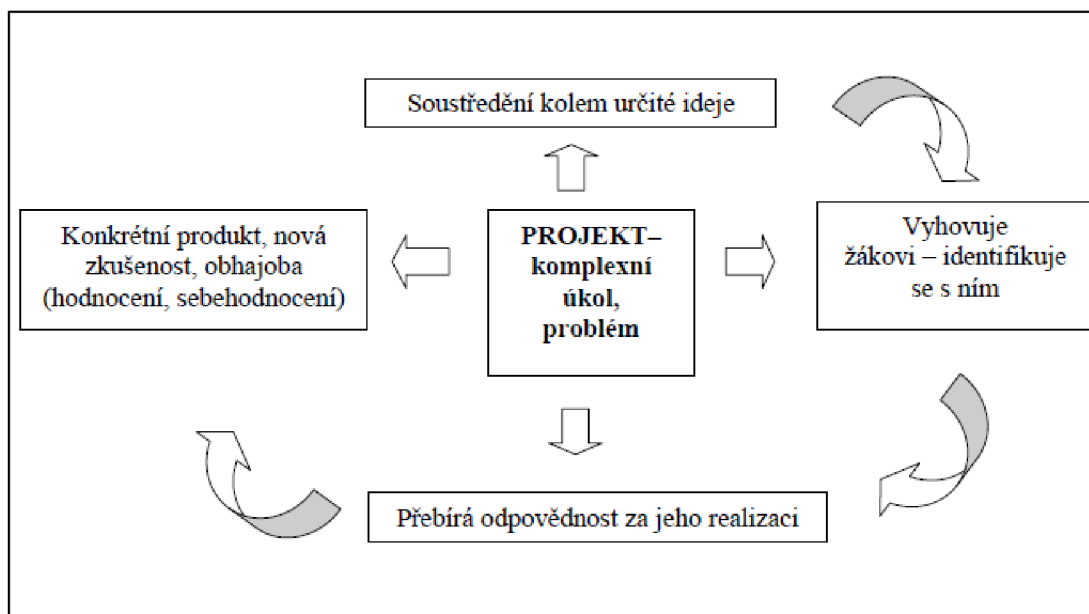 Soustředění kolem určité ideje
Konkrétní produkt, nová
zkušenost, obhajoba
(hodnocení, sebehodnocení)
PROJEKT–
komplexní
úkol,
problém
Vyhovuje
žákovi – identifikuje
se s ním
Přebírá odpovědnost za jeho realizaci